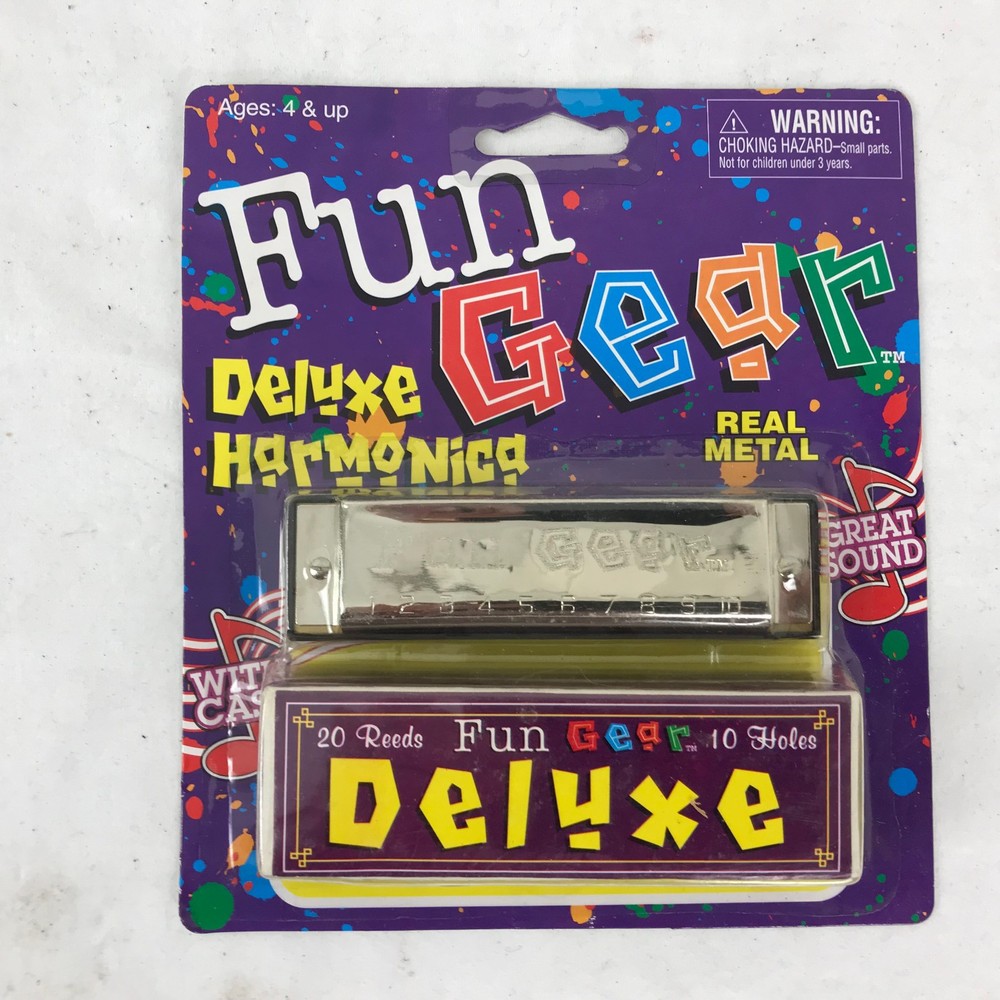 Ages: 4 & up
⚠ WARNING:
CHOKING HAZARD–Small parts.
Not for children under 3 years.
Fun
Gear™
Deluxe
Harmonica
REAL
METAL
GREAT
SOUND
Gear
1 2 3 4 5 6 7 8 9 10
WITH
CAS
20 Reeds Fun Gear™ 10 Holes
Deluxe